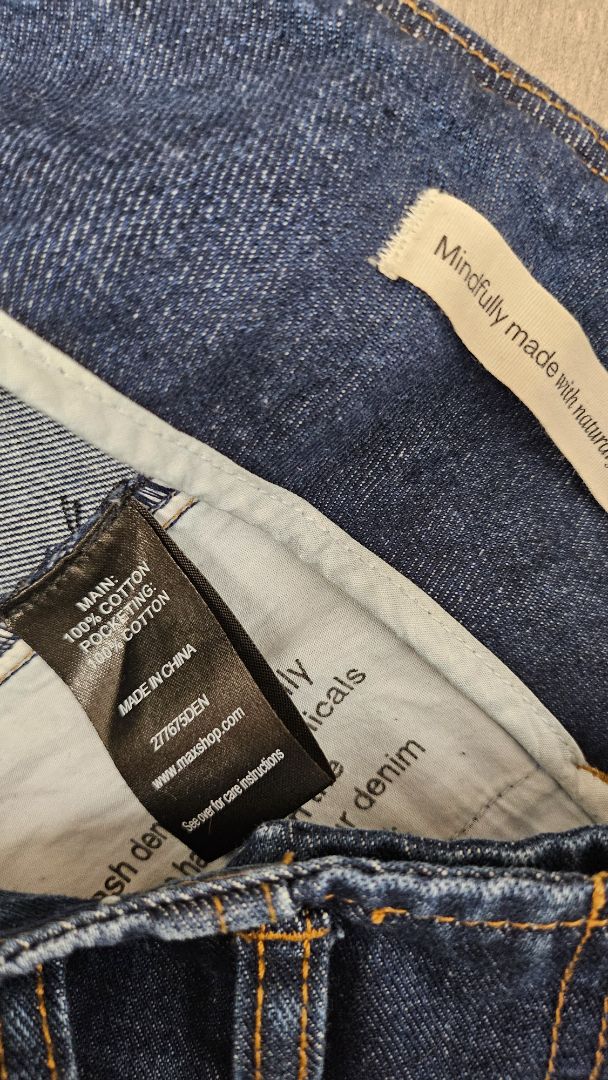 Mindfully made with natural
MAIN:
100% COTTON
POCKETING:
100% COTTON
MADE IN CHINA
277675DEN
www.maxshop.com
See over for care instructions
denim